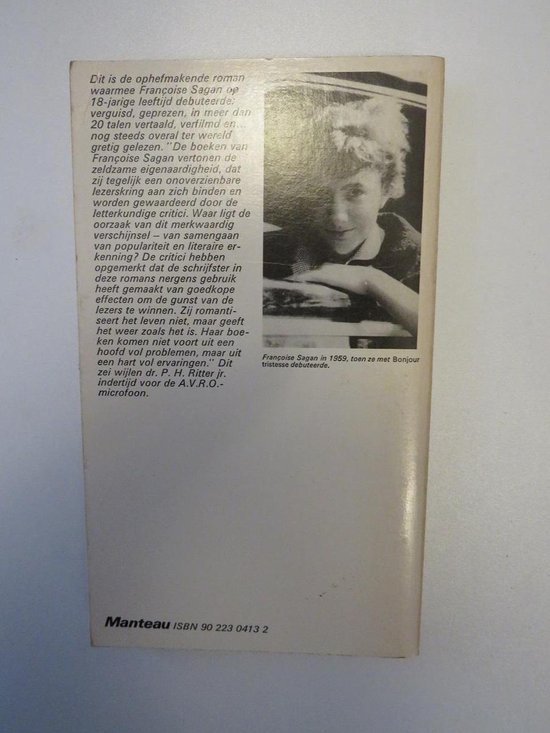 Dit is de ophefmakende roman
waarmee Françoise Sagan op
18-jarige leeftijd debuteerde;
verguisd, geprezen, in meer dan
20 talen vertaald, verfilmd en...
nog steeds overal ter wereld
gretig gelezen. "De boeken van
Françoise Sagan vertonen de
zeldzame eigenaardigheid, dat
zij tegelijk een onoverzienbare
lezerskring aan zich binden en
worden gewaardeerd door de
letterkundige critici. Waar ligt de
oorzaak van dit merkwaardig
verschijnsel – van samengaan
van populariteit en literaire er-
kenning? De critici hebben
opgemerkt dat de schrijfster in
deze romans nergens gebruik
heeft gemaakt van goedkope
effecten om de gunst van de
lezers te winnen. Zij romanti-
seert het leven niet, maar geeft
het weer zoals het is. Haar boe-
ken komen niet voort uit een
hoofd vol problemen, maar uit
een hart vol ervaringen." Dit
zei wijlen dr. P. H. Ritter jr.
indertijd voor de A.V.R.O.-
microfoon.
Françoise Sagan in 1959, toen ze met Bonjour
tristesse debuteerde.
Manteau ISBN 90 223 0413 2